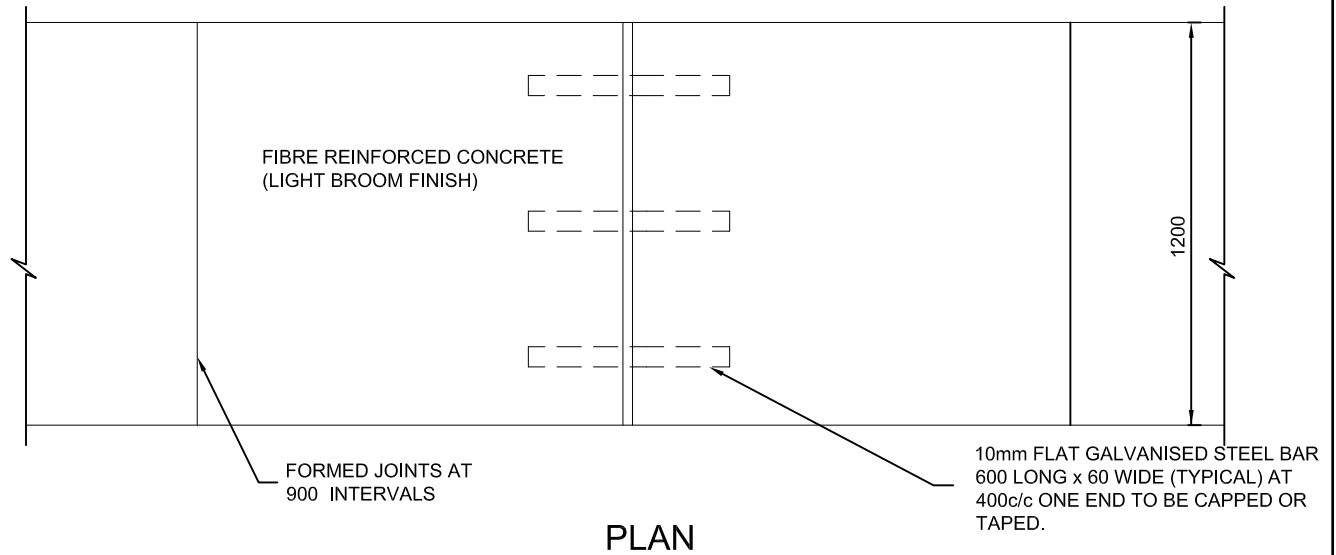 FIBRE REINFORCED CONCRETE
(LIGHT BROOM FINISH)
1200
FORMED JOINTS AT
900 INTERVALS
10mm FLAT GALVANISED STEEL BAR
600 LONG x 60 WIDE (TYPICAL) AT
400c/c ONE END TO BE CAPPED OR
TAPED.
PLAN